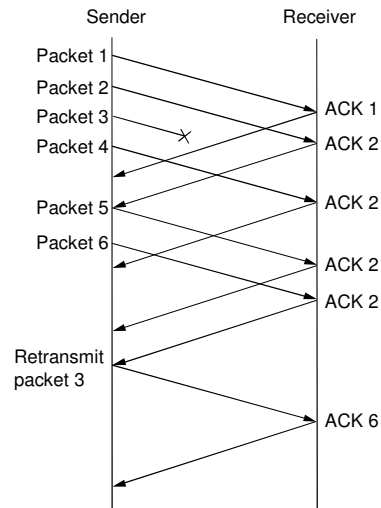 Sender
Receiver
Packet 1
Packet 2
ACK 1
Packet 3
ACK 2
Packet 4
ACK 2
Packet 5
Packet 6
ACK 2
ACK 2
Retransmit
packet 3
ACK 6